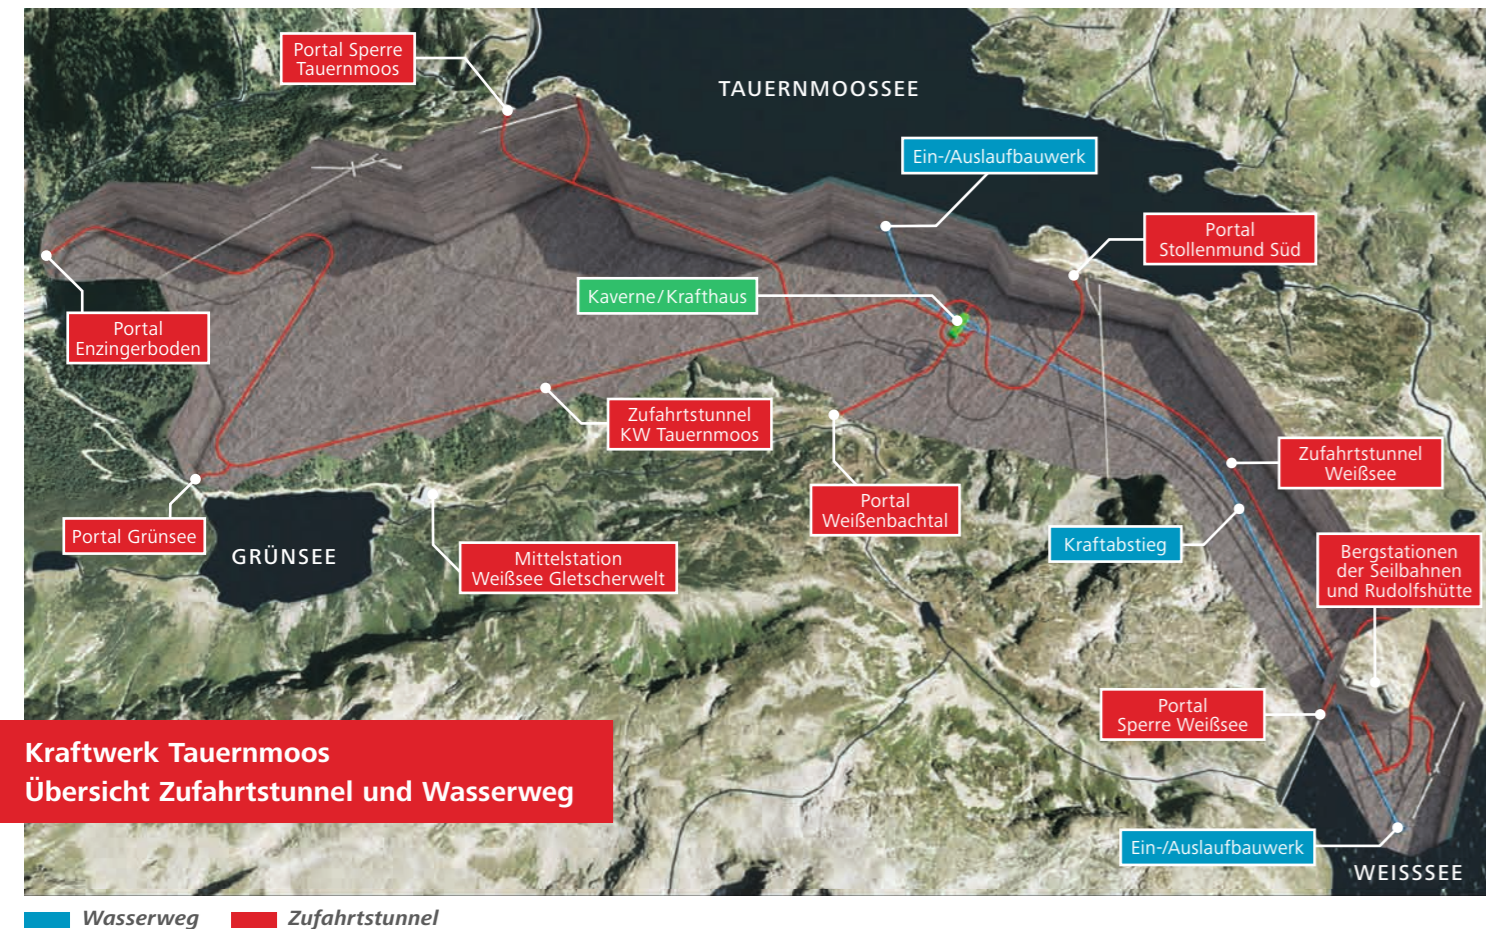 Portal Sperre
Tauernmoos
TAUERNMOOSSEE
Ein-/Auslaufbauwerk
Portal
Stollenmund Süd
Kaverne/Krafthaus
Portal
Enzingerboden
Zufahrtstunnel
KW Tauernmoos
Zufahrtstunnel
Weißsee
Portal
Weißenbachtal
Portal Grünsee
GRÜNSEE
Mittelstation
Weißsee Gletscherwelt
Kraftabstieg
Bergstationen
der Seilbahnen
und Rudolfshütte
Portal
Sperre Weißsee
Kraftwerk Tauernmoos
Übersicht Zufahrtstunnel und Wasserweg
Ein-/Auslaufbauwerk
WEISSSEE
Wasserweg
Zufahrtstunnel